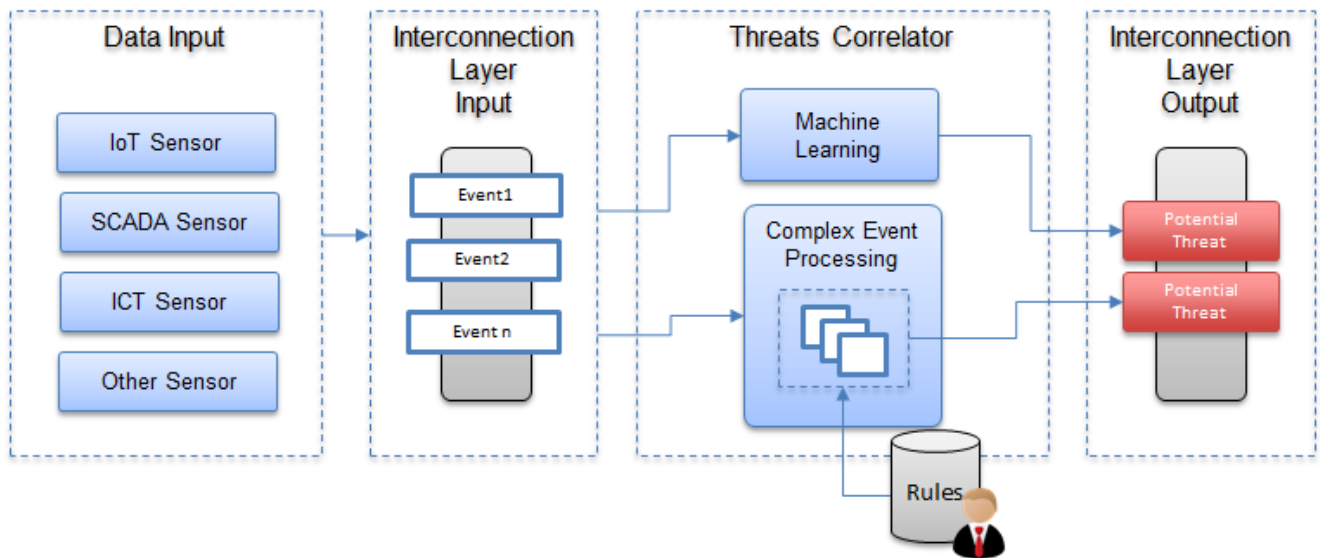 Data Input
IoT Sensor
SCADA Sensor
ICT Sensor
Other Sensor
Interconnection
Layer
Input
Event1
Event2
Event n
Threats Correlator
Machine
Learning
Complex Event
Processing
Rules
Interconnection
Layer
Output
Potential
Threat
Potential
Threat